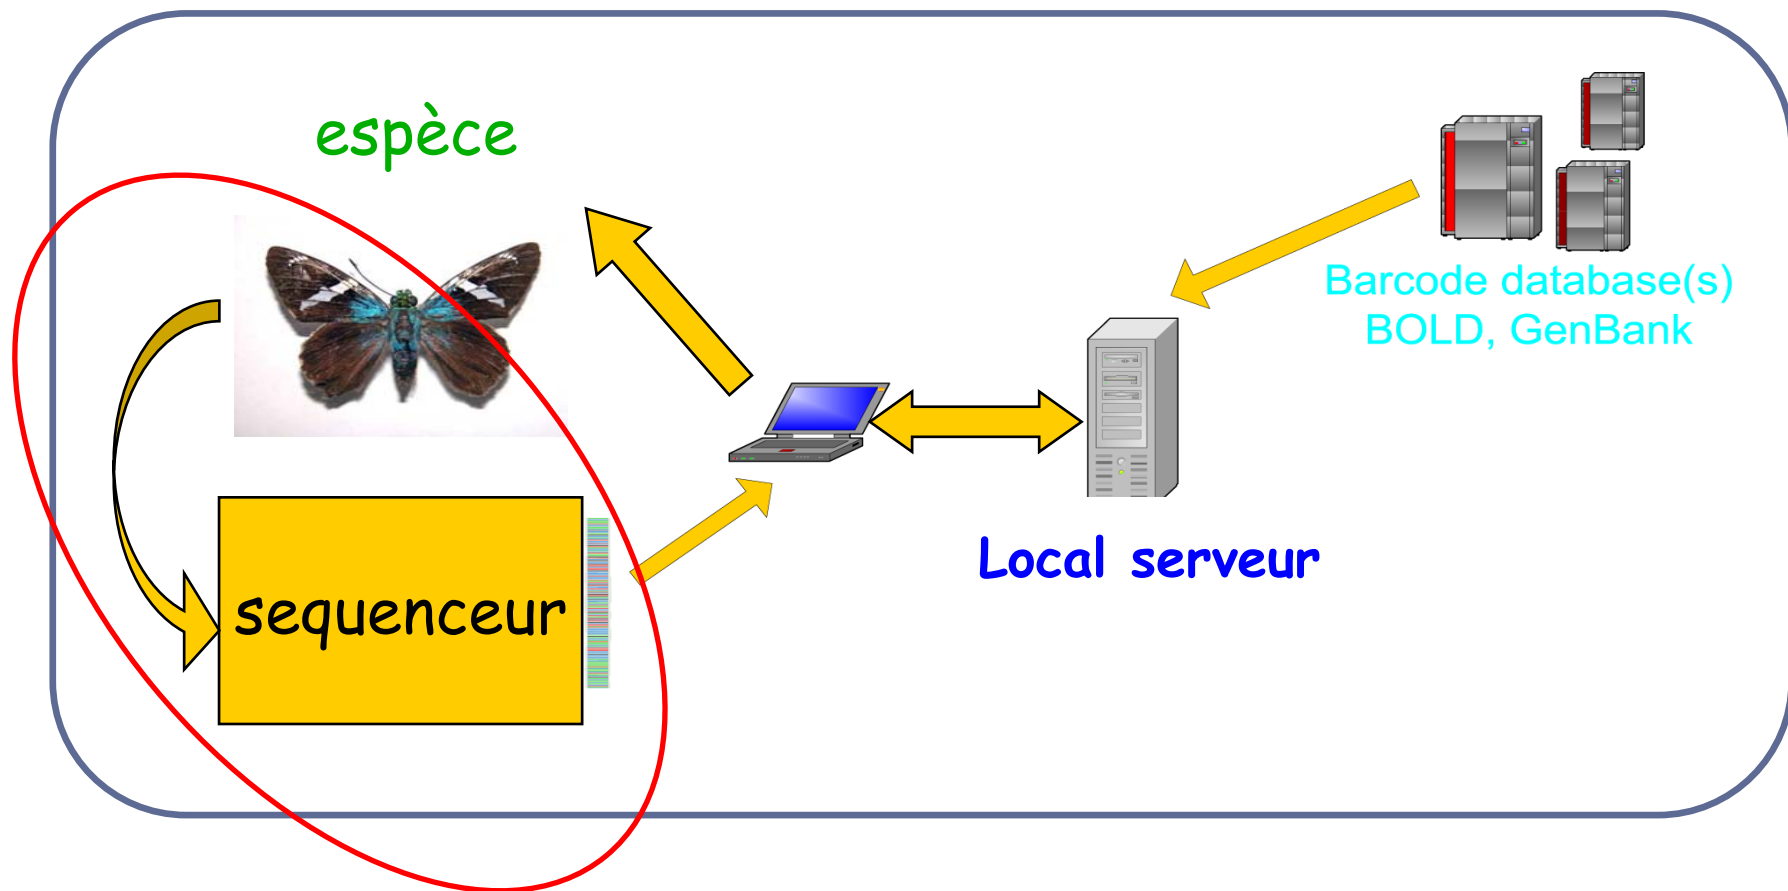 espèce
Barcode database(s)
BOLD, GenBank
Local serveur
sequenceur